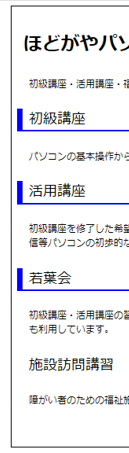 ほどがやパソ
初級講座・活用講座・福
初級講座
パソコンの基本操作から
活用講座
初級講座を修了した希望
信等パソコンの初歩的な
若葉会
初級講座・活用講座の習
も利用しています。
施設訪問講習
障がい者のための福祉施